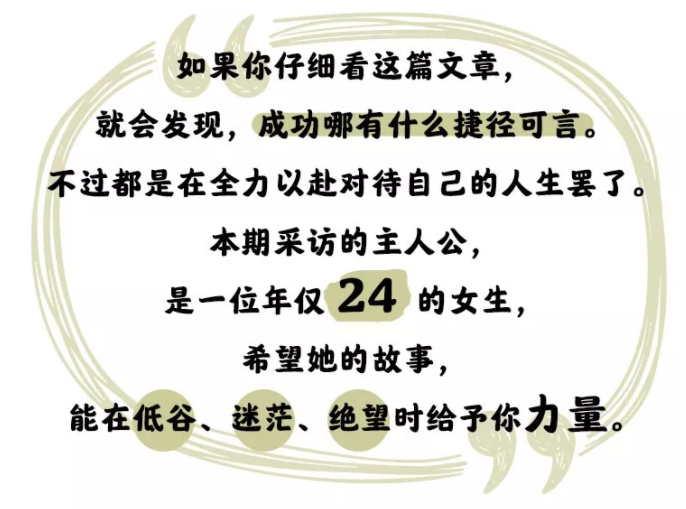 如果你仔细看这篇文章，
就会发现，成功哪有什么捷径可言。
不过都是在全力以赴对待自己的人生罢了。
本期采访的主人公，
是一位年仅 24 的女生，
希望她的故事，
能在低谷、迷茫、绝望时给予你力量。